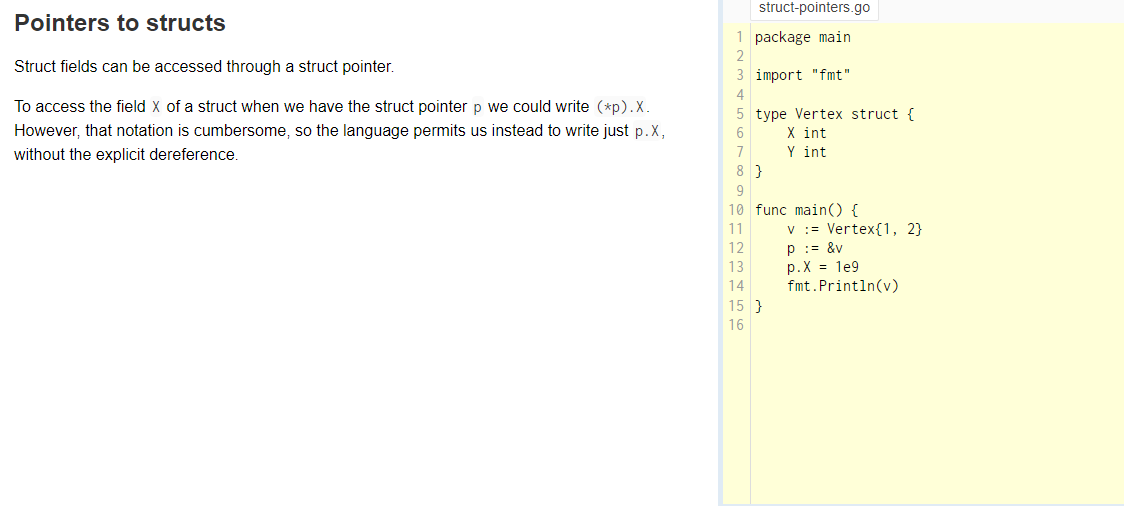 Pointers to structs
Struct fields can be accessed through a struct pointer.
To access the field X of a struct when we have the struct pointer p we could write (*p).X.
However, that notation is cumbersome, so the language permits us instead to write just p.X,
without the explicit dereference.
struct-pointers.go
1 package main
2
3 import "fmt"
4
5 type Vertex struct {
6     X int
7     Y int
8 }
9
10 func main() {
11     v := Vertex{1, 2}
12     p := &v
13     p.X = 1e9
14     fmt.Println(v)
15 }
16